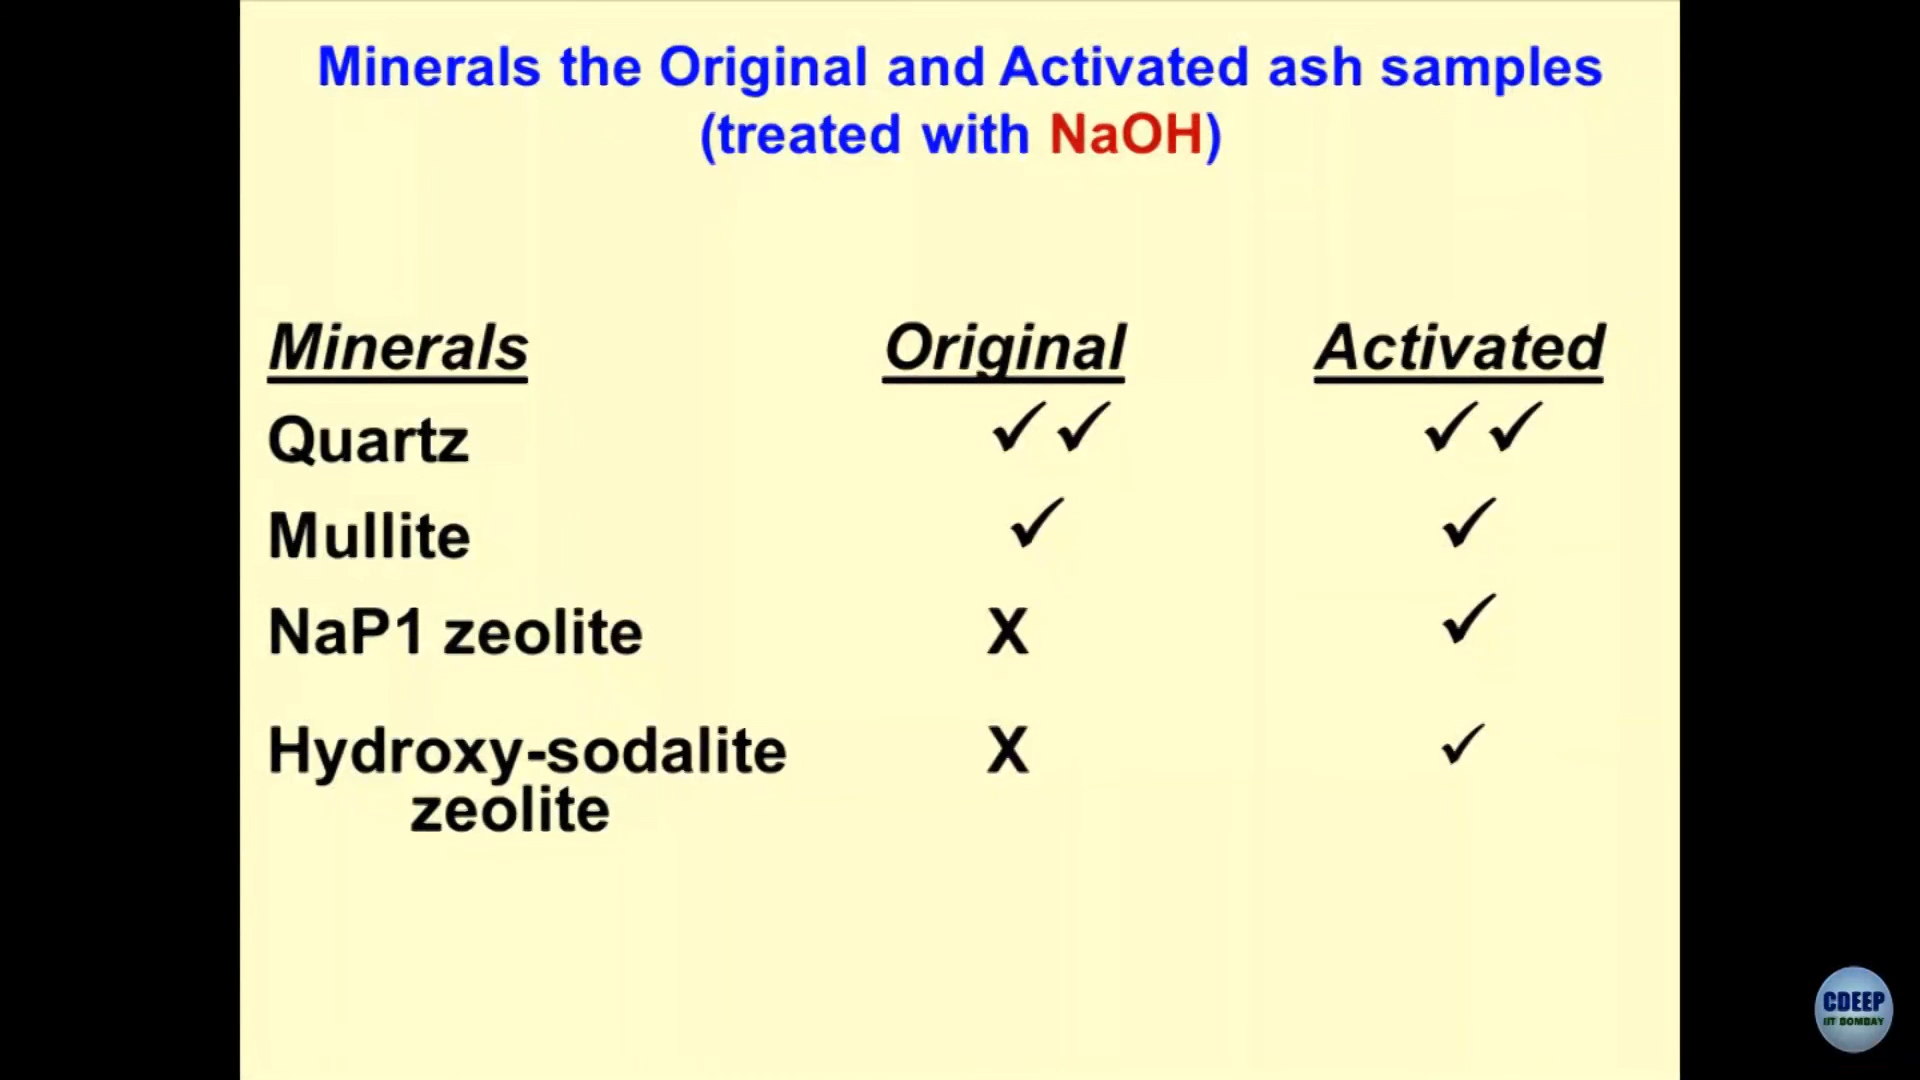 Minerals the Original and Activated ash samples
(treated with NaOH)
Minerals Original Activated
Quartz ✓✓ ✓✓
Mullite ✓ ✓
NaP1 zeolite X ✓
Hydroxy-sodalite X ✓
zeolite
CDEEP
IIT BOMBAY